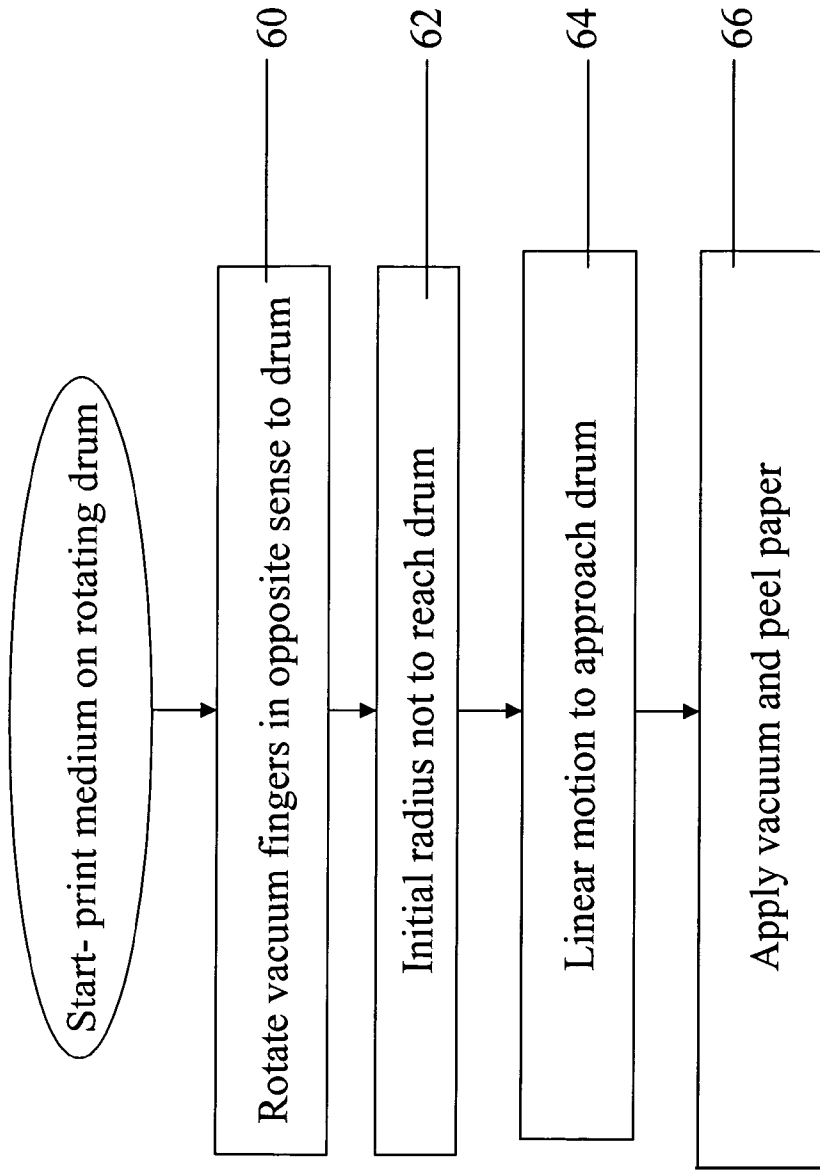 Start- print medium on rotating drum
Rotate vacuum fingers in opposite sense to drum
60
Initial radius not to reach drum
62
Linear motion to approach drum
64
Apply vacuum and peel paper
66